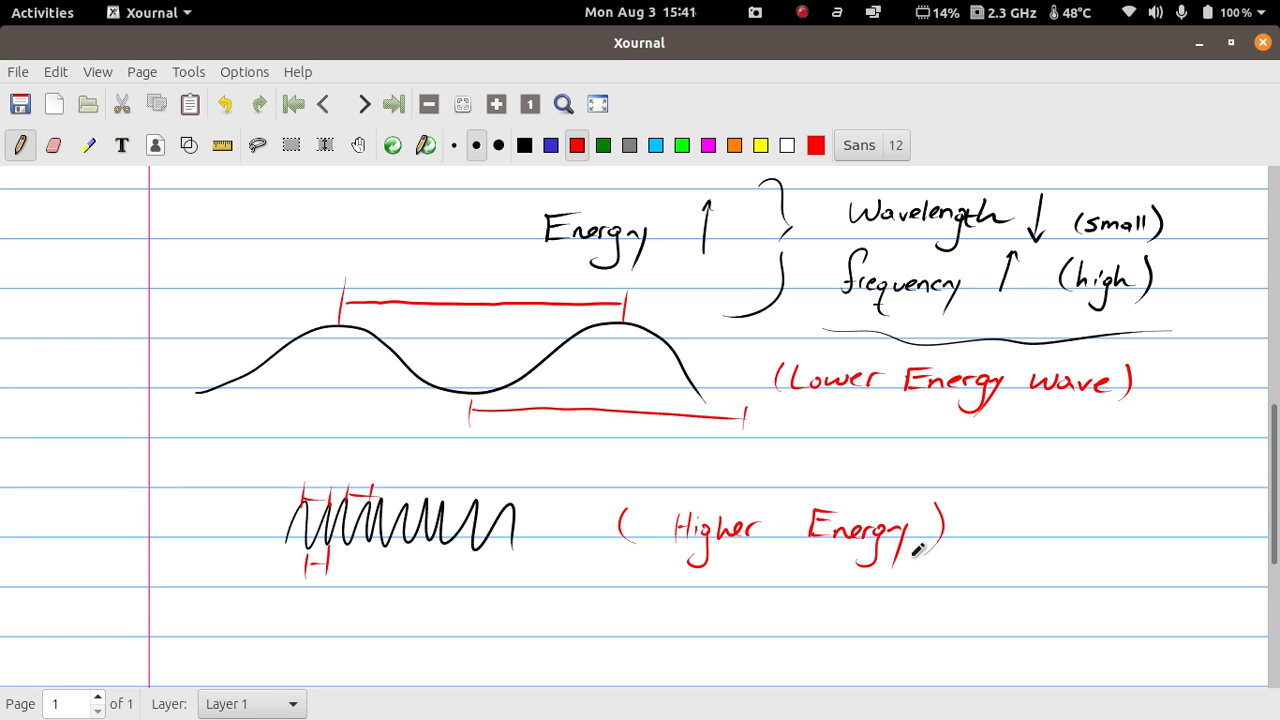 Activities Xournal Mon Aug 3 15:41 a 14% 2.3 GHz 48°C 100 %
Xournal
File Edit View Page Tools Options Help
1
T Sans 12
Energy ↑ Wavelength ↓ (small)
frequency ↑ (high)
(Lower Energy wave)
(Higher Energy)
Page 1 of 1 Layer: Layer 1